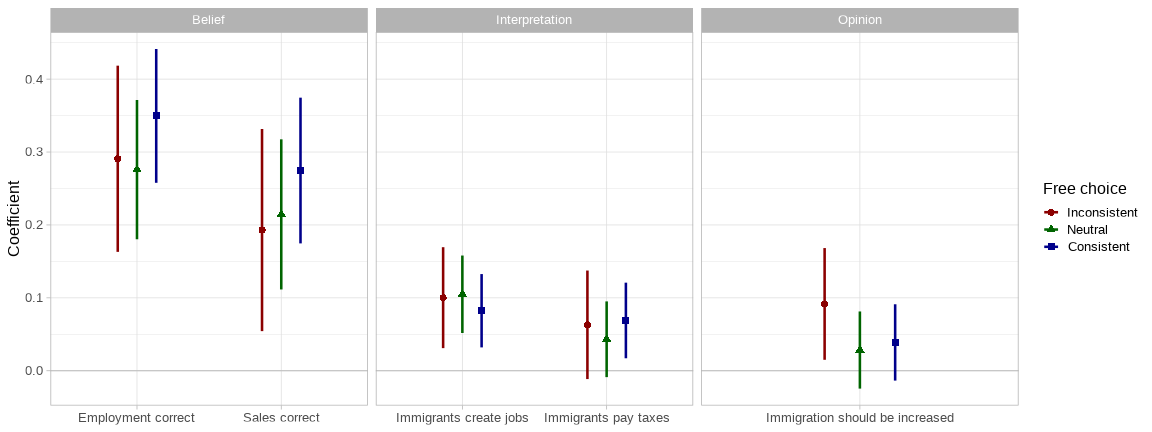 Belief
Interpretation
Opinion
Coefficient
0.4
0.3
0.2
0.1
0.0
Employment correct
Sales correct
Immigrants create jobs
Immigrants pay taxes
Immigration should be increased
Free choice
Inconsistent
Neutral
Consistent